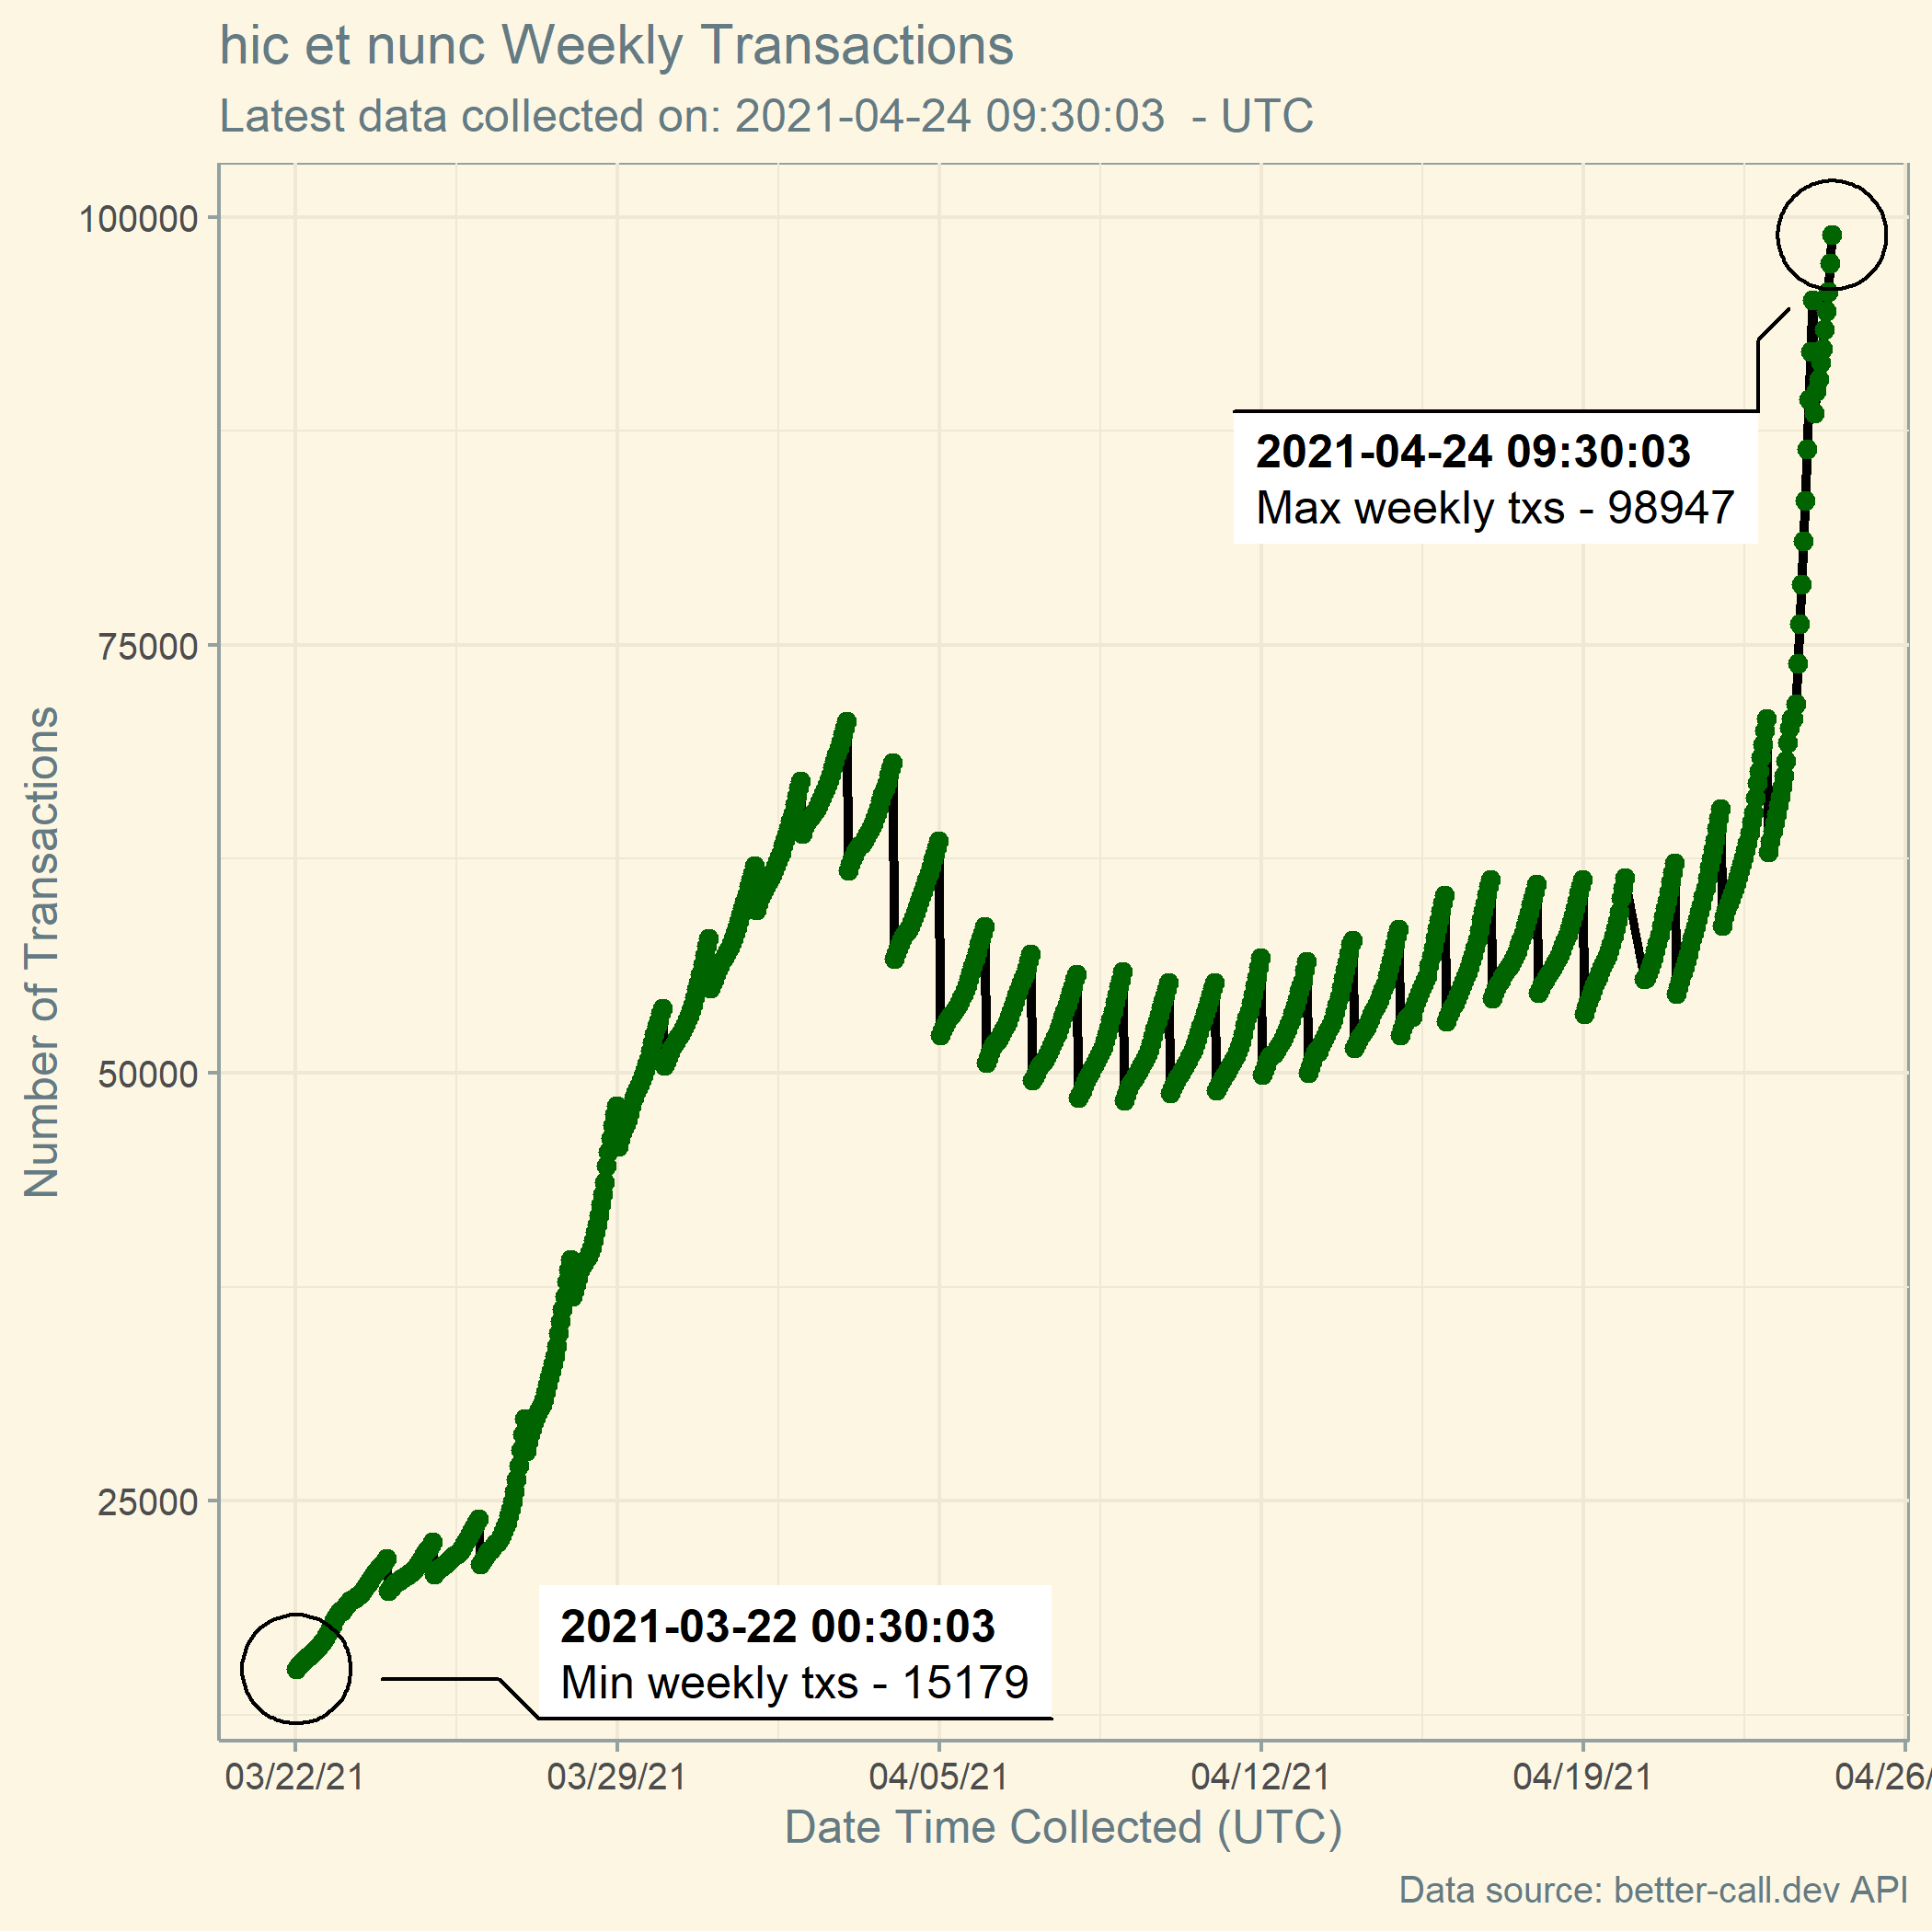 hic et nunc Weekly Transactions
Latest data collected on: 2021-04-24 09:30:03  - UTC
100000
2021-04-24 09:30:03
Max weekly txs - 98947
75000
Number of Transactions
50000
25000
2021-03-22 00:30:03
Min weekly txs - 15179
03/22/21 03/29/21 04/05/21 04/12/21 04/19/21 04/26/
Date Time Collected (UTC)
Data source: better-call.dev API